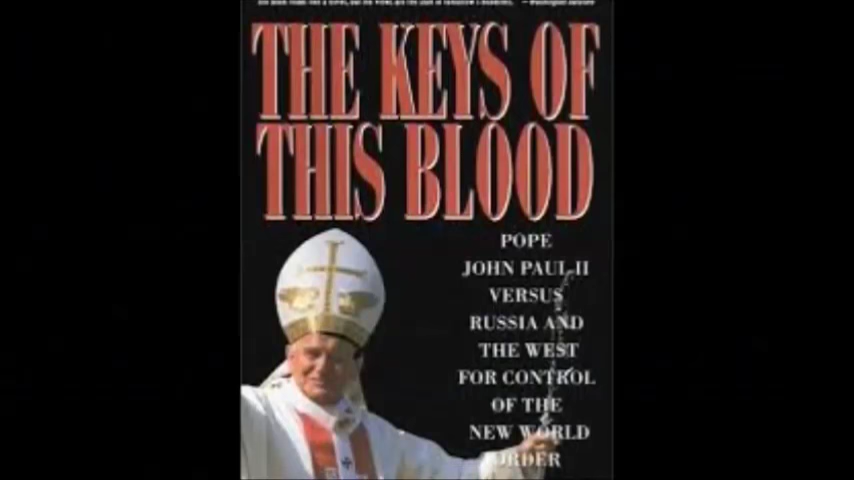 THE KEYS OF
THIS BLOOD
POPE
JOHN PAUL II
VERSUS
RUSSIA AND
THE WEST
FOR CONTROL
OF THE
NEW WORLD
ORDER